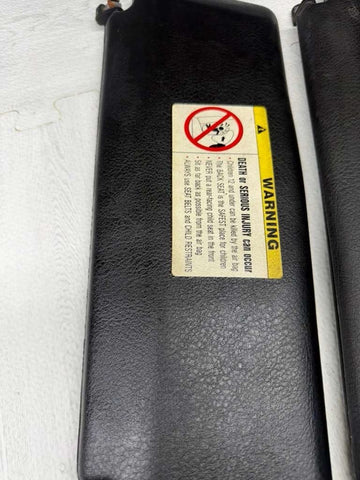 WARNING
DEATH or SERIOUS INJURY can occur
• Children 12 and under can be killed by the air bag
• The BACK SEAT is the SAFEST place for children
• NEVER put a rear-facing child seat in the front
• Sit as far back as possible from the air bag
• ALWAYS use SEAT BELTS and CHILD RESTRAINTS